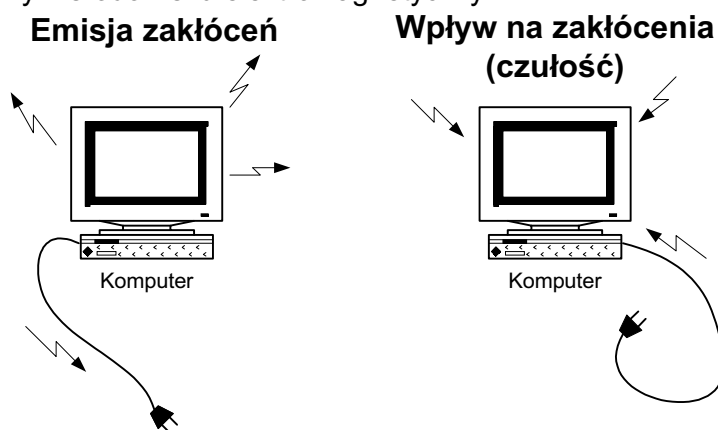 Emisja zakłóceń
Wpływ na zakłócenia
(czułość)
Komputer
Komputer